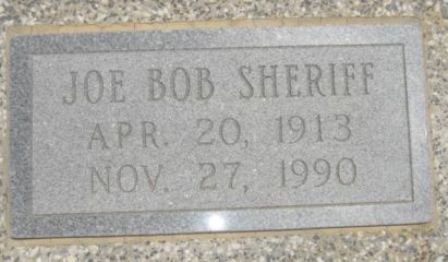 JOE BOB SHERIFF
APR. 20, 1913
NOV. 27, 1990